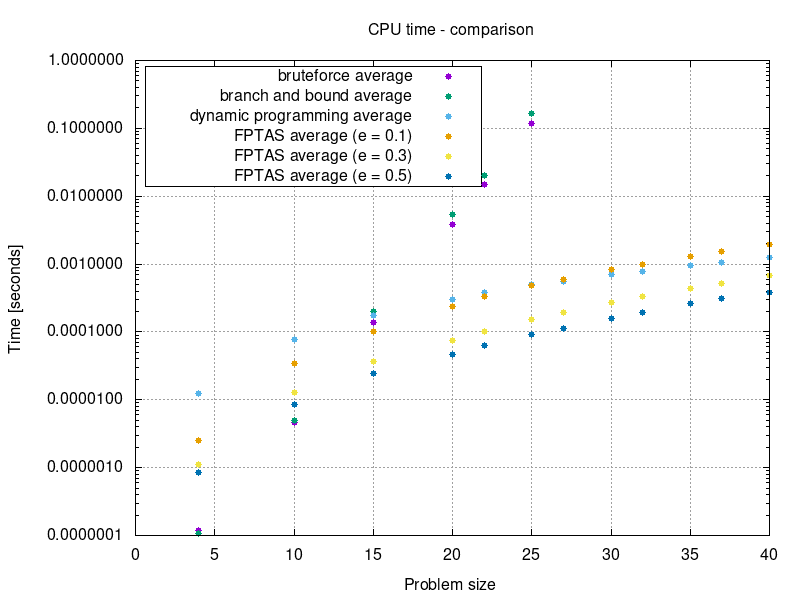 CPU time - comparison
1.0000000
0.1000000
0.0100000
0.0010000
0.0001000
0.0000100
0.0000010
0.0000001
bruteforce average
branch and bound average
dynamic programming average
FPTAS average (e = 0.1)
FPTAS average (e = 0.3)
FPTAS average (e = 0.5)
Time [seconds]
0 5 10 15 20 25 30 35 40
Problem size